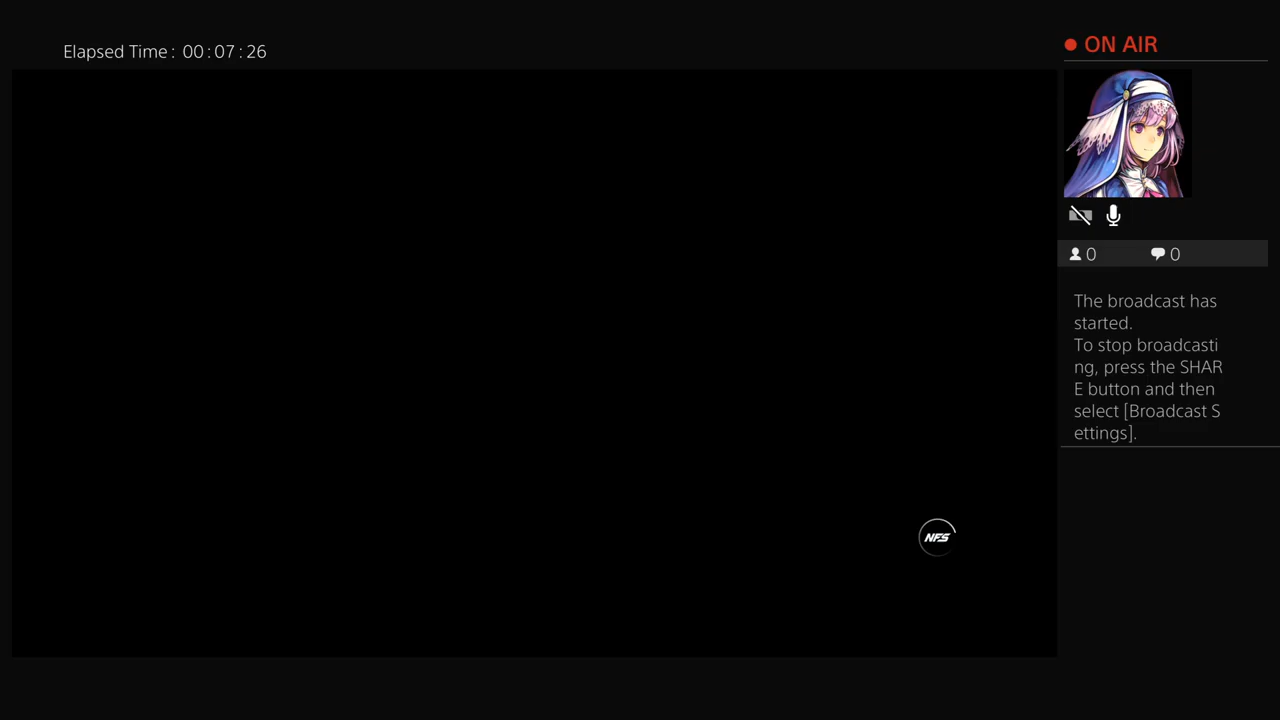 Elapsed Time : 00:07:26
ON AIR
0 0
The broadcast has
started.
To stop broadcasti
ng, press the SHAR
E button and then
select [Broadcast S
ettings].
NFS